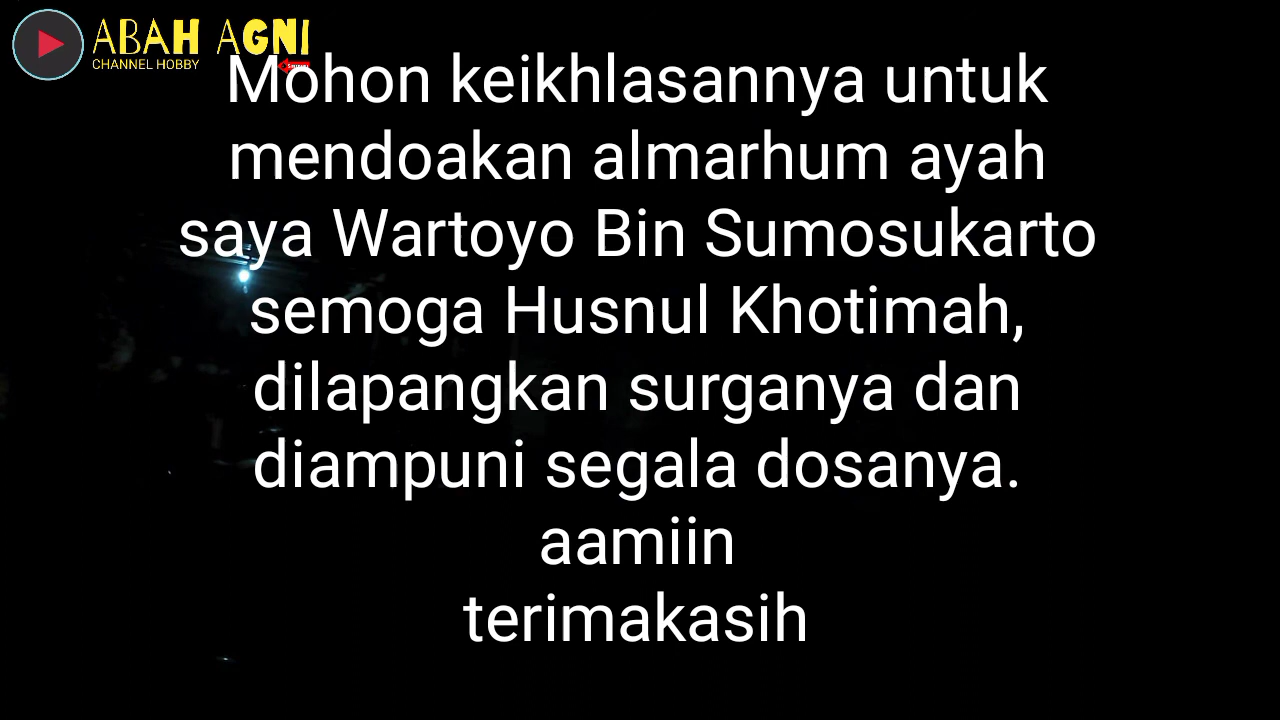 ABAH AGNI
CHANNEL HOBBY
Mohon keikhlasannya untuk
mendoakan almarhum ayah
saya Wartoyo Bin Sumosukarto
semoga Husnul Khotimah,
dilapangkan surganya dan
diampuni segala dosanya.
aamiin
terimakasih